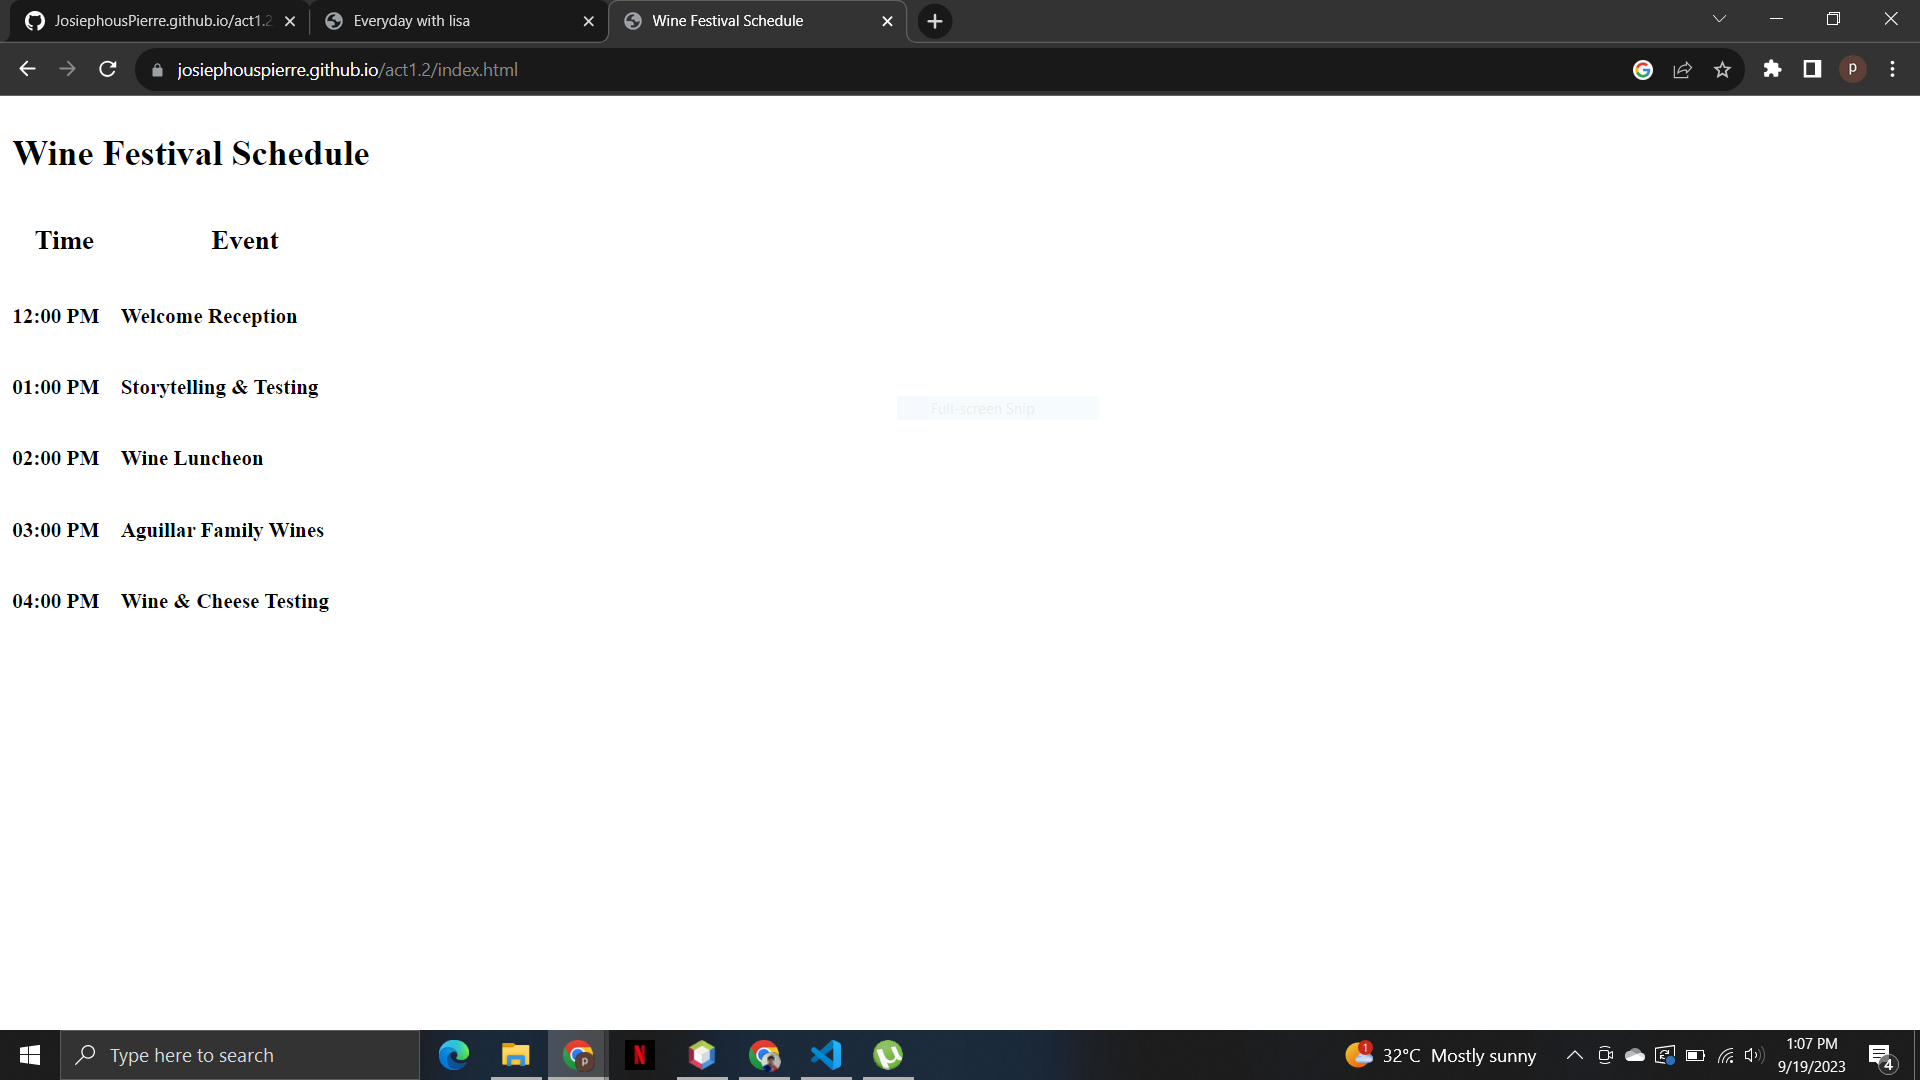 JosiephousPierre.github.io/act1.2
Everyday with lisa
Wine Festival Schedule
josiephouspierre.github.io/act1.2/index.html
p
Wine Festival Schedule
Time Event
12:00 PM Welcome Reception
01:00 PM Storytelling & Testing
Full-screen Snip
02:00 PM Wine Luncheon
03:00 PM Aguillar Family Wines
04:00 PM Wine & Cheese Testing
Type here to search
p
N
1
32°C Mostly sunny
1:07 PM
9/19/2023
4